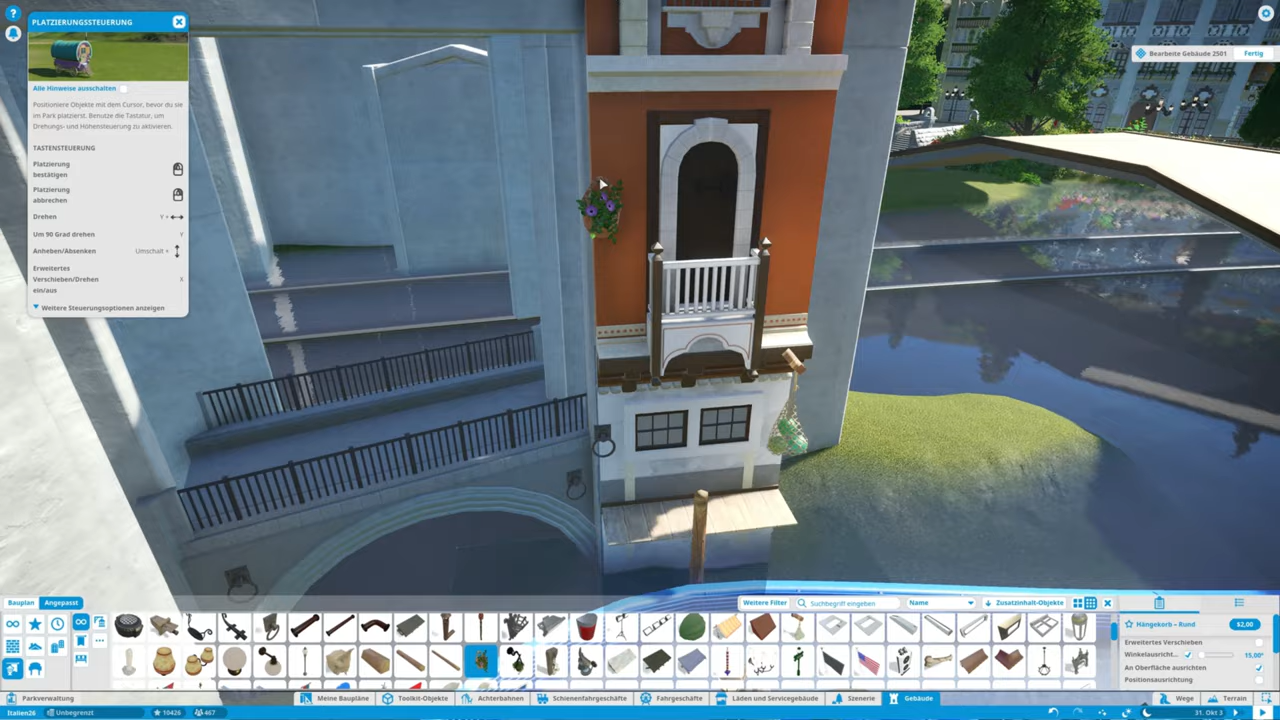 PLATZIERUNGSSTEUERUNG
Alle Hinweise ausschalten
Positioniere Objekte mit dem Cursor, bevor du sie
im Park platzierst. Benutze die Tastatur, um
Drehungs- und Höhensteuerung zu aktivieren.
TASTENSTEUERUNG
Platzierung
bestätigen
Platzierung
abbrechen
Drehen Y +
Um 90 Grad drehen Y
Anheben/Absenken Umschalt +
Erweitertes
Verschieben/Drehen X
ein/aus
Weitere Steuerungsoptionen anzeigen
Bearbeite Gebäude 2501 Fertig
Bauplan Angepasst
Weitere Filter Suchbegriff eingeben Name Zusatzinhalt-Objekte
Hängekorb – Rund $2,00
Erweitertes Verschieben
Winkelausricht... 15,00°
An Oberfläche ausrichten
Positionsausrichtung
Parkverwaltung Meine Baupläne Toolkit-Objekte Achterbahnen Schienenfahrgeschäfte Fahrgeschäfte Läden und Servicegebäude Szenerie Gebäude Wege Terrain
Italien26 Unbegrenzt 10426 467 31. Okt 3